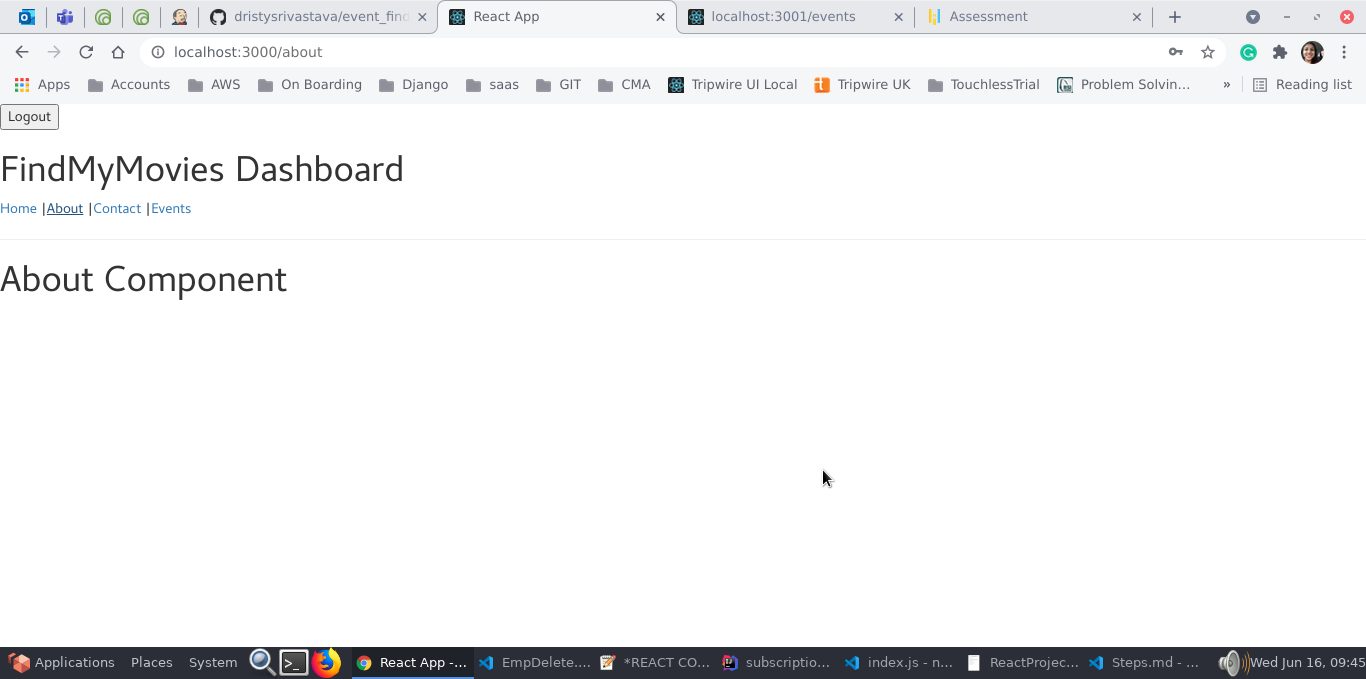 dristysrivastava/event_find
React App
localhost:3001/events
Assessment
localhost:3000/about
Apps Accounts AWS On Boarding Django saas GIT CMA Tripwire UI Local Tripwire UK TouchlessTrial Problem Solvin... » Reading list
Logout
FindMyMovies Dashboard
Home |About |Contact |Events
About Component
Applications Places System React App -... EmpDelete.... *REACT CO... subscriptio... index.js - n... ReactProjec... Steps.md - ... Wed Jun 16, 09:45